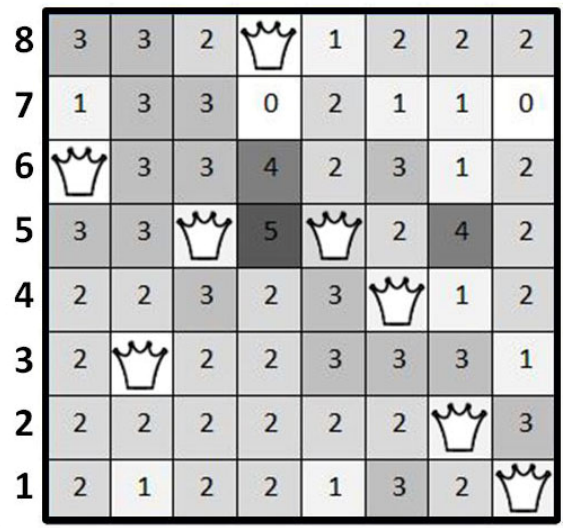 8 3 3 2 1 2 2 2
7 1 3 3 0 2 1 1 0
6 3 3 4 2 3 1 2
5 3 3 5 2 4 2
4 2 2 3 2 3 1 2
3 2 2 2 3 3 3 1
2 2 2 2 2 2 2 3
1 2 1 2 2 1 3 2